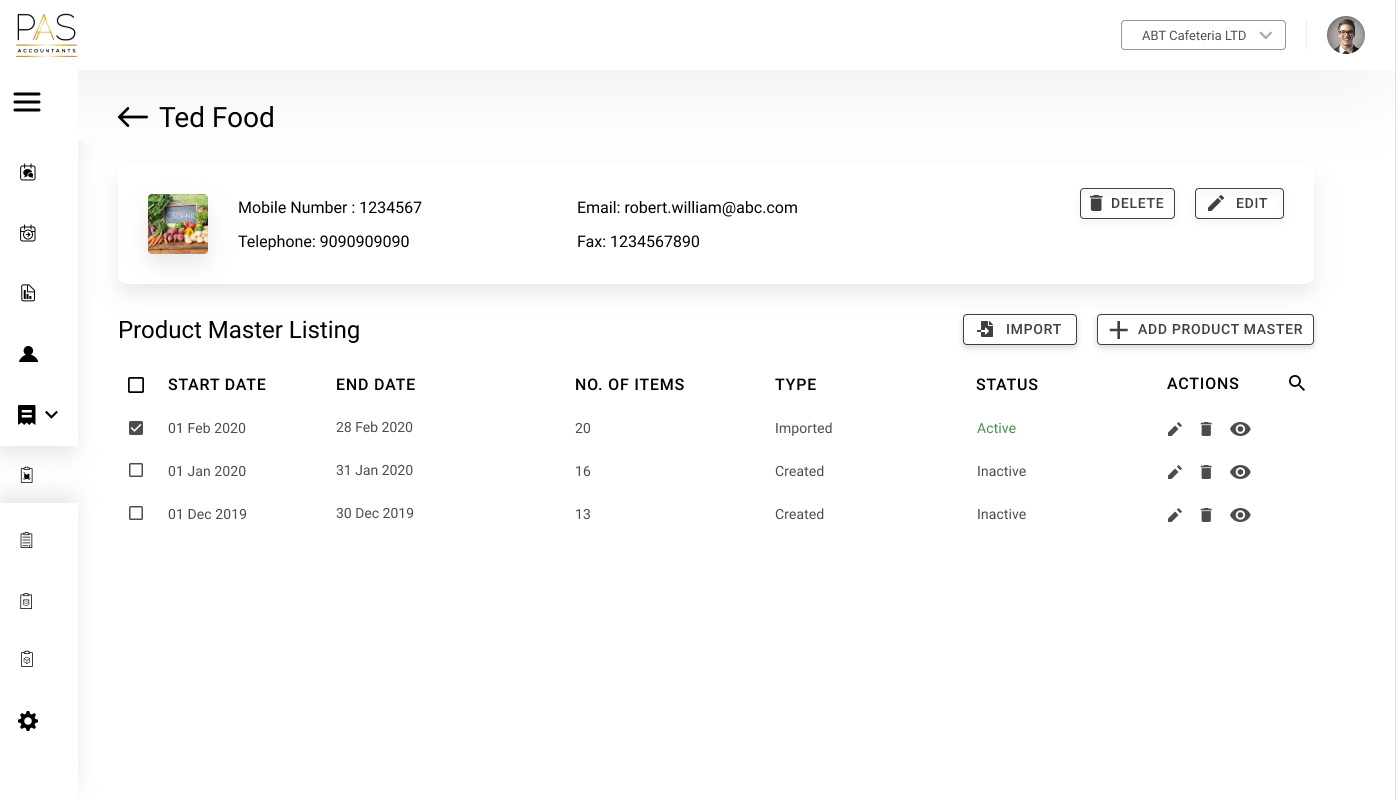 PAS
ACCOUNTANTS
ABT Cafeteria LTD
Ted Food
Mobile Number : 1234567
Email: robert.william@abc.com
DELETE
EDIT
Telephone: 9090909090
Fax: 1234567890
Product Master Listing
IMPORT
ADD PRODUCT MASTER
START DATE END DATE NO. OF ITEMS TYPE STATUS ACTIONS
01 Feb 2020 28 Feb 2020 20 Imported Active
01 Jan 2020 31 Jan 2020 16 Created Inactive
01 Dec 2019 30 Dec 2019 13 Created Inactive